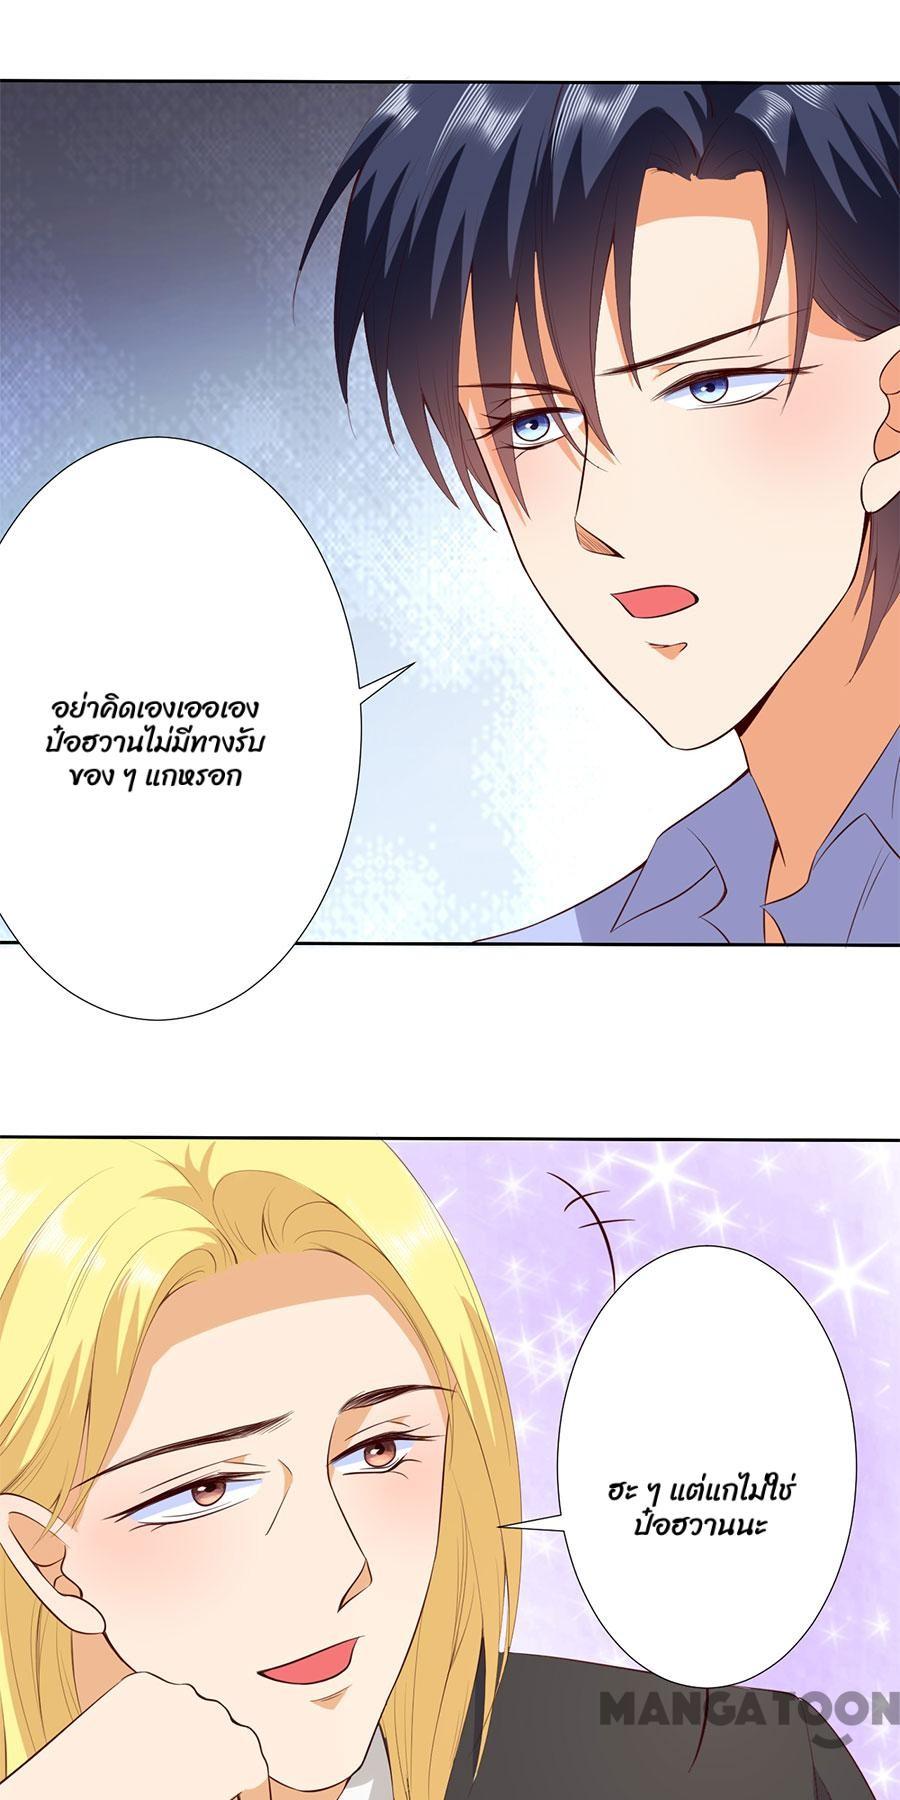 อย่าคิดเองเออเอง
ป๋อฮวานไม่มีทางรับ
ของ ๆ แกหรอก
ฮะ ๆ แต่แกไม่ใช่
ป๋อฮวานนะ
MANGATOON